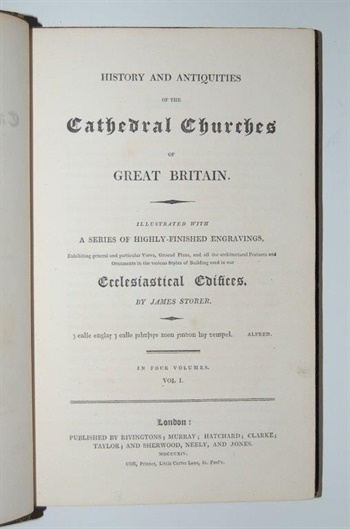 HISTORY AND ANTIQUITIES
OF THE
Cathedral Churches
OF
GREAT BRITAIN.
ILLUSTRATED WITH
A SERIES OF HIGHLY-FINISHED ENGRAVINGS,
Exhibiting general and particular Views, Ground Plans, and all the architectural Features and
Ornaments in the various Styles of Building used in our
Ecclesiastical Edifices.
BY JAMES STORER.
ALFRED.
IN FOUR VOLUMES.
VOL. I.
London:
PUBLISHED BY RIVINGTONS; MURRAY; HATCHARD; CLARKE;
TAYLOR; AND SHERWOOD, NEELY, AND JONES.
MDCCCXIV.
Printer, Little Carter Lane, St. Paul's.